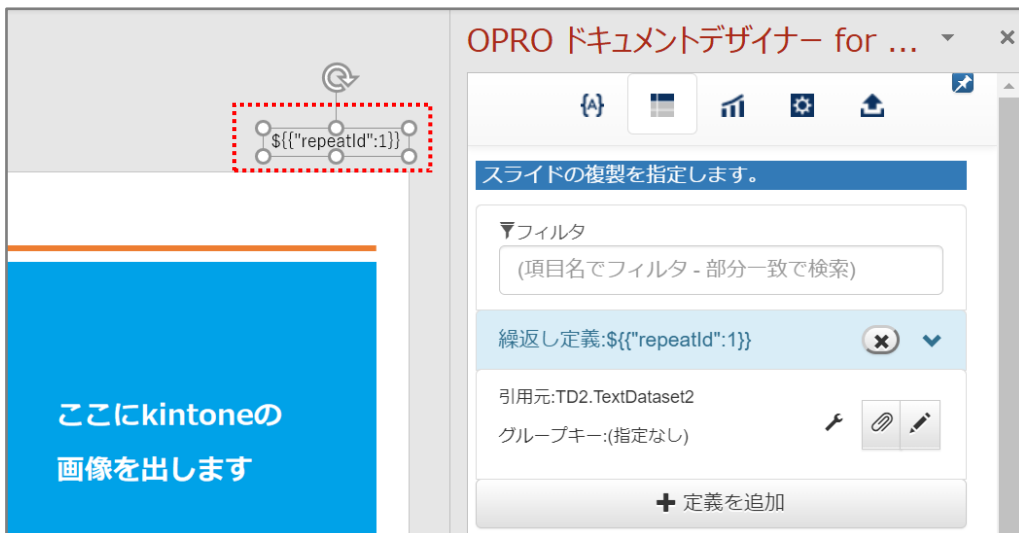 OPRO ドキュメントデザイナー for ...
${{"repeatId":1}}
{A}
スライドの複製を指定します。
フィルタ
(項目名でフィルタ - 部分一致で検索)
繰返し定義:${{"repeatId":1}}
引用元:TD2.TextDataset2
グループキー:(指定なし)
定義を追加
ここにkintoneの
画像を出します